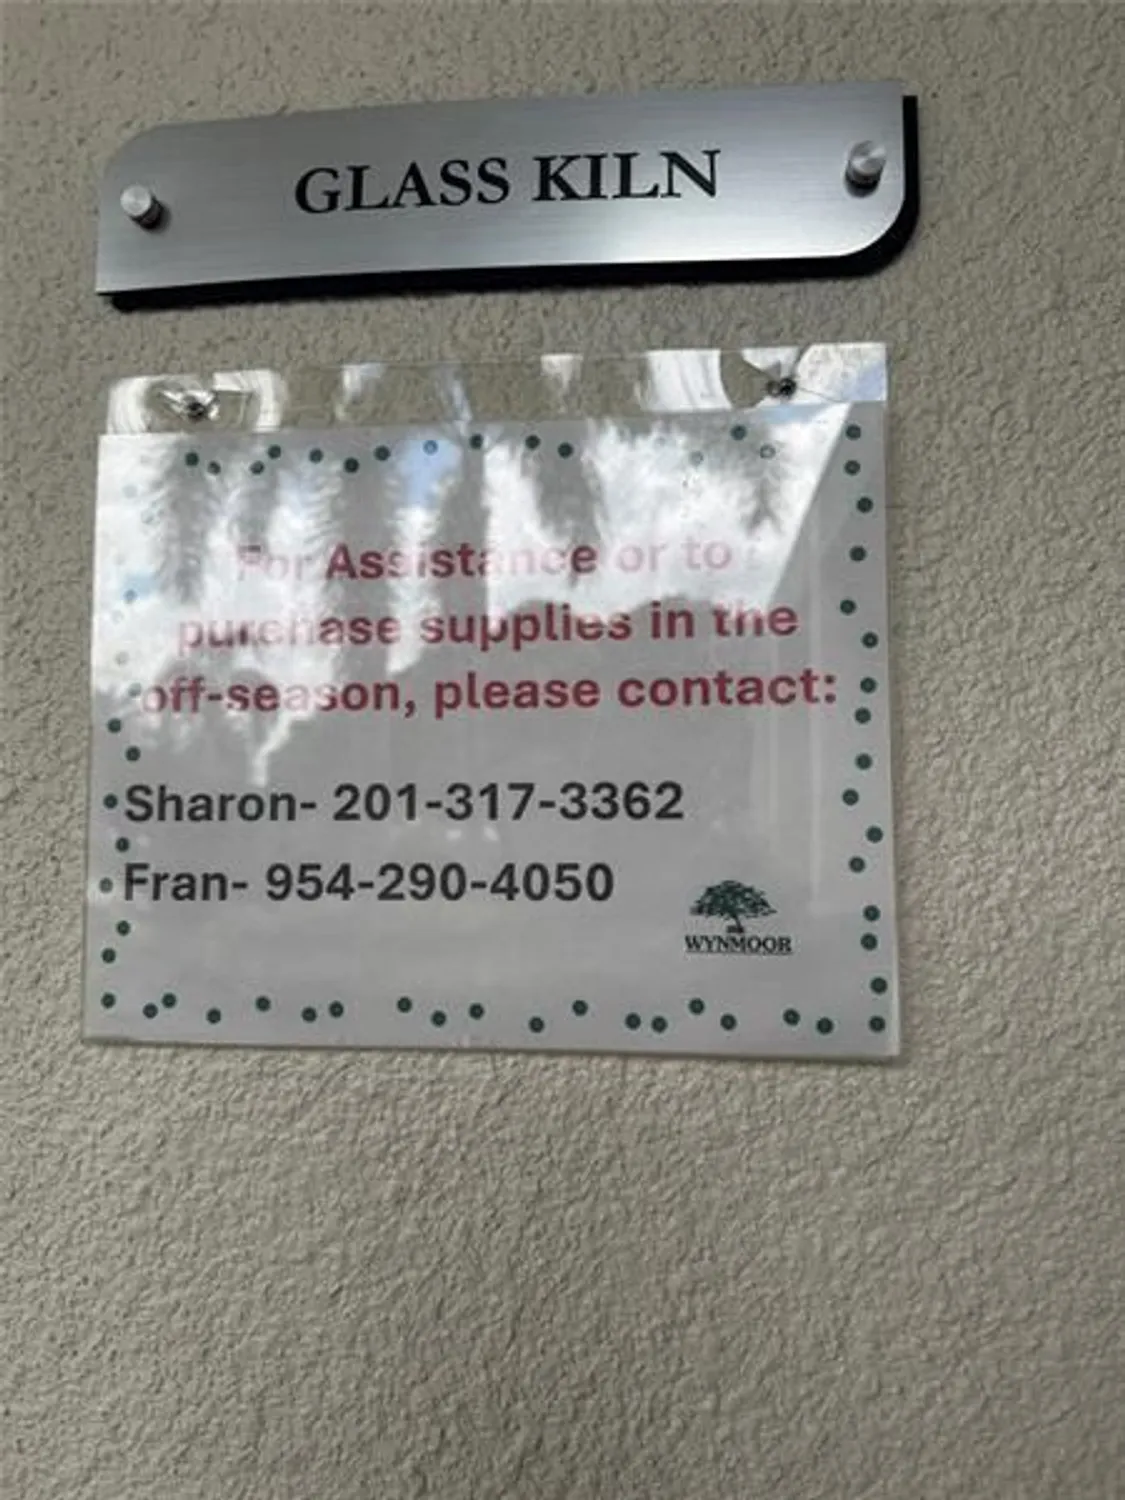 GLASS KILN
For Assistance or to
purchase supplies in the
off-season, please contact:
Sharon- 201-317-3362
Fran- 954-290-4050
WYNMOOR